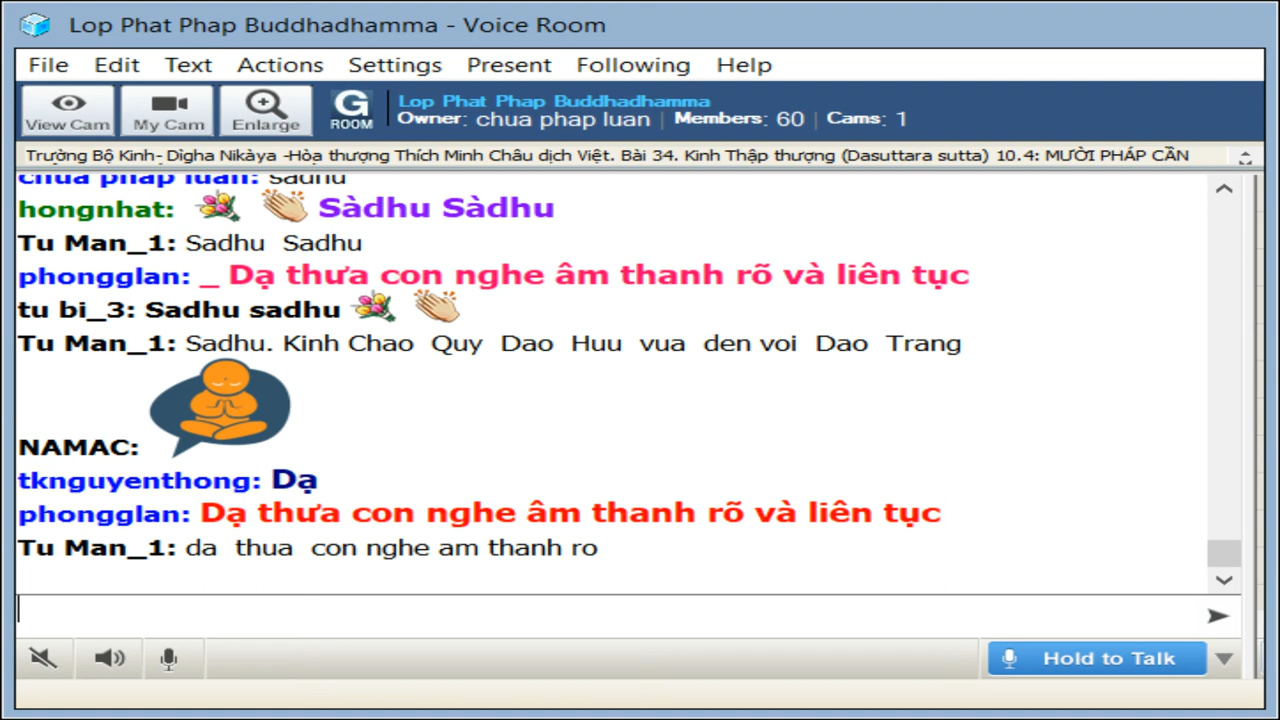 Lop Phat Phap Buddhadhamma - Voice Room
File Edit Text Actions Settings Present Following Help
View Cam My Cam Enlarge G ROOM
Lop Phat Phap Buddhadhamma
Owner: chua phap luan | Members: 60 | Cams: 1
Trường Bộ Kinh- Dìgha Nikàya -Hòa thượng Thích Minh Châu dịch Việt. Bài 34. Kinh Thập thượng (Dasuttara sutta) 10.4: MƯỜI PHÁP CẦN
chua phap luan: sadhu
hongnhat: Sàdhu Sàdhu
Tu Man_1: Sadhu Sadhu
phongglan: _ Dạ thưa con nghe âm thanh rõ và liên tục
tu bi_3: Sadhu sadhu
Tu Man_1: Sadhu. Kinh Chao Quy Dao Huu vua den voi Dao Trang
NAMAC:
tknguyenthong: Dạ
phongglan: Dạ thưa con nghe âm thanh rõ và liên tục
Tu Man_1: da thua con nghe am thanh ro
Hold to Talk